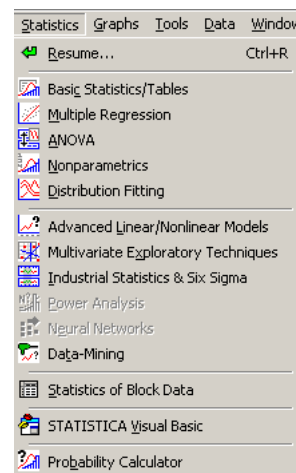 Statistics Graphs Tools Data Window
Resume... Ctrl+R
Basic Statistics/Tables
Multiple Regression
ANOVA
Nonparametrics
Distribution Fitting
Advanced Linear/Nonlinear Models
Multivariate Exploratory Techniques
Industrial Statistics & Six Sigma
Power Analysis
Neural Networks
Data-Mining
Statistics of Block Data
STATISTICA Visual Basic
Probability Calculator